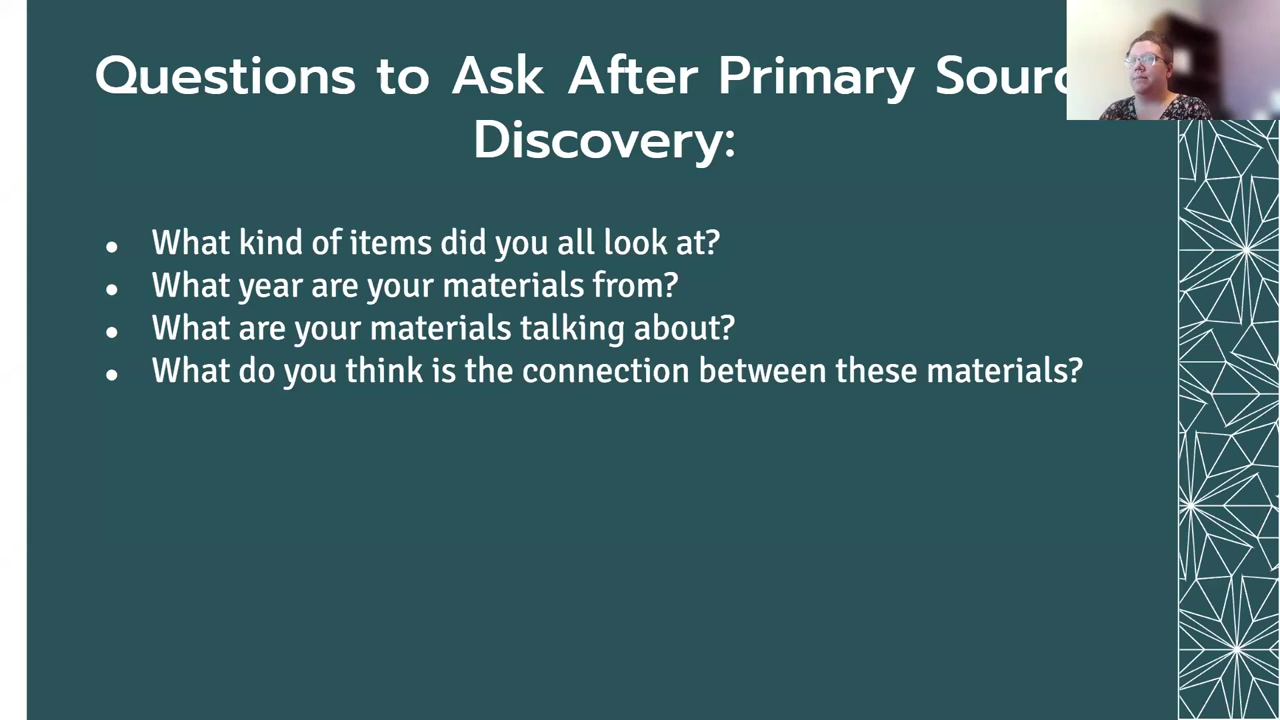 Questions to Ask After Primary Sourc
Discovery:
• What kind of items did you all look at?
• What year are your materials from?
• What are your materials talking about?
• What do you think is the connection between these materials?